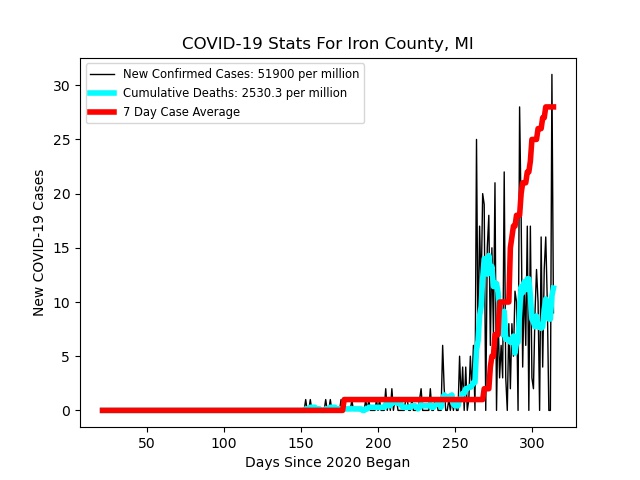 COVID-19 Stats For Iron County, MI
New Confirmed Cases: 51900 per million
Cumulative Deaths: 2530.3 per million
7 Day Case Average
New COVID-19 Cases
30
25
20
15
10
5
0
50 100 150 200 250 300
Days Since 2020 Began